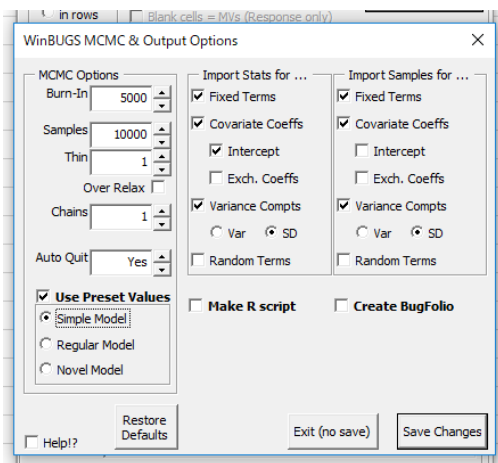 in rows
Blank cells = MVs (Response only)
WinBUGS MCMC & Output Options
MCMC Options
Burn-In 5000
Samples 10000
Thin 1
Over Relax
Chains 1
Auto Quit Yes
Use Preset Values
Simple Model
Regular Model
Novel Model
Import Stats for ...
Fixed Terms
Covariate Coeffs
Intercept
Exch. Coeffs
Variance Compts
Var SD
Random Terms
Import Samples for ...
Fixed Terms
Covariate Coeffs
Intercept
Exch. Coeffs
Variance Compts
Var SD
Random Terms
Make R script
Create BugFolio
Help!?
Restore
Defaults
Exit (no save)
Save Changes